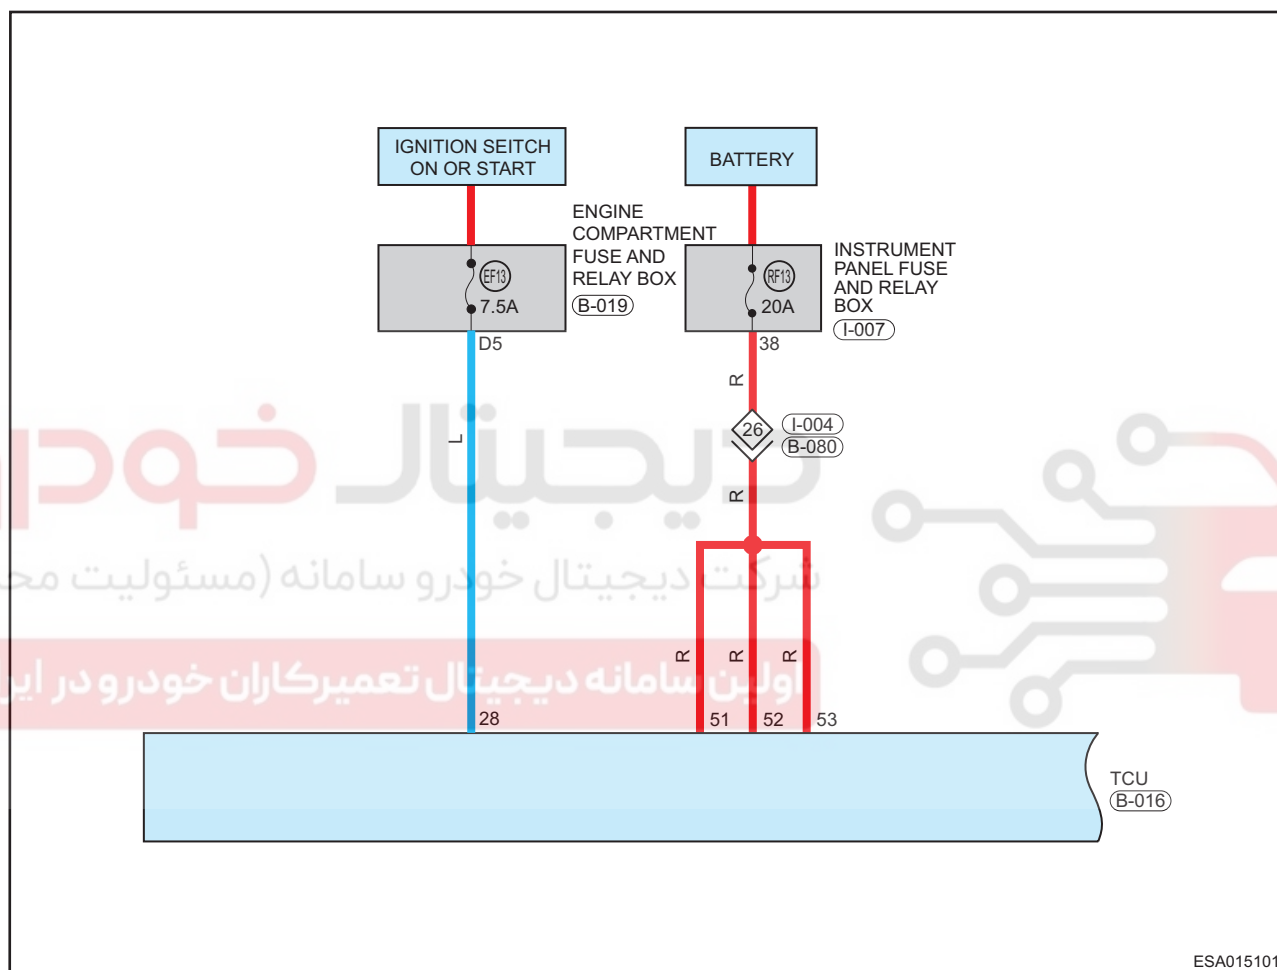 IGNITION SEITCH
ON OR START
BATTERY
ENGINE
COMPARTMENT
FUSE AND
RELAY BOX
B-019
EF13
7.5A
INSTRUMENT
PANEL FUSE
AND RELAY
BOX
I-007
RF13
20A
D5
38
R
L
26
I-004
B-080
R
دیجیتال خودرو
شرکت دیجیتال خودرو سامانه (مسئولیت
اولین سامانه دیجیتال تعمیرکاران خودرو در
R
R
R
28
51
52
53
TCU
B-016
ESA015101